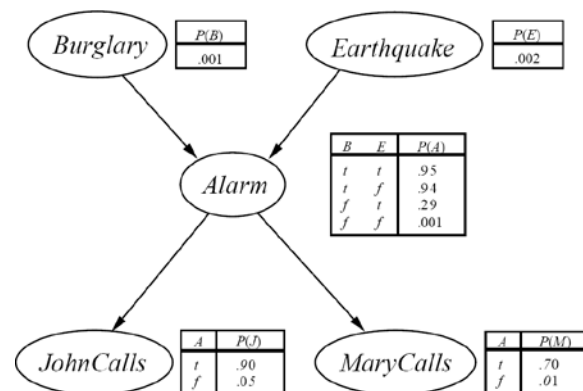 Burglary
P(B)
.001
Earthquake
P(E)
.002
Alarm
B E P(A)
t t .95
t f .94
f t .29
f f .001
JohnCalls
A P(J)
t .90
f .05
MaryCalls
A P(M)
t .70
f .01